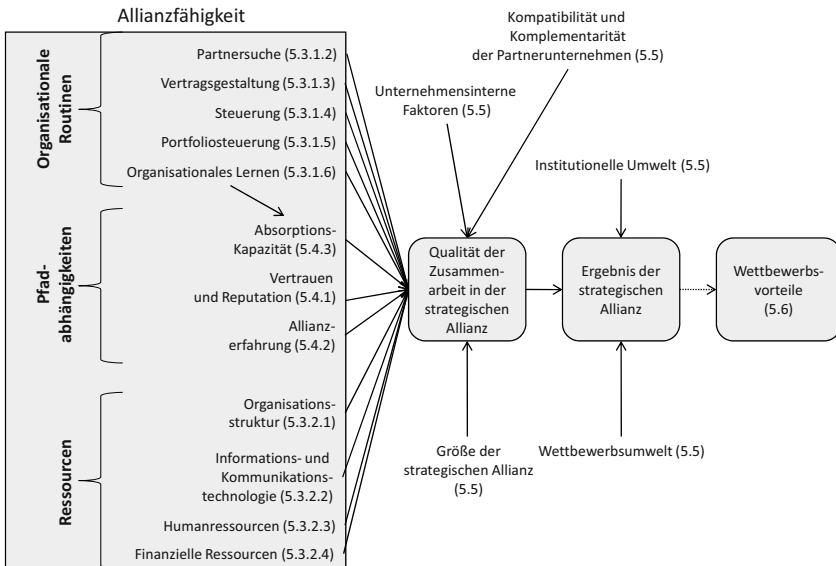 Allianzfähigkeit
Organisationale
Routinen
Partnersuche (5.3.1.2)
Vertragsgestaltung (5.3.1.3)
Steuerung (5.3.1.4)
Portfoliosteuerung (5.3.1.5)
Organisationales Lernen (5.3.1.6)
Pfad-
abhängigkeiten
Absorptions-
Kapazität (5.4.3)
Vertrauen
und Reputation (5.4.1)
Allianz-
erfahrung (5.4.2)
Ressourcen
Organisations-
struktur (5.3.2.1)
Informations- und
Kommunikations-
technologie (5.3.2.2)
Humanressourcen (5.3.2.3)
Finanzielle Ressourcen (5.3.2.4)
Kompatibilität und
Komplementarität
der Partnerunternehmen (5.5)
Unternehmensinterne
Faktoren (5.5)
Institutionelle Umwelt (5.5)
Qualität der
Zusammen-
arbeit in der
strategischen
Allianz
Ergebnis der
strategischen
Allianz
Wettbewerbs-
vorteile
(5.6)
Größe der
strategischen Allianz
(5.5)
Wettbewerbsumwelt (5.5)